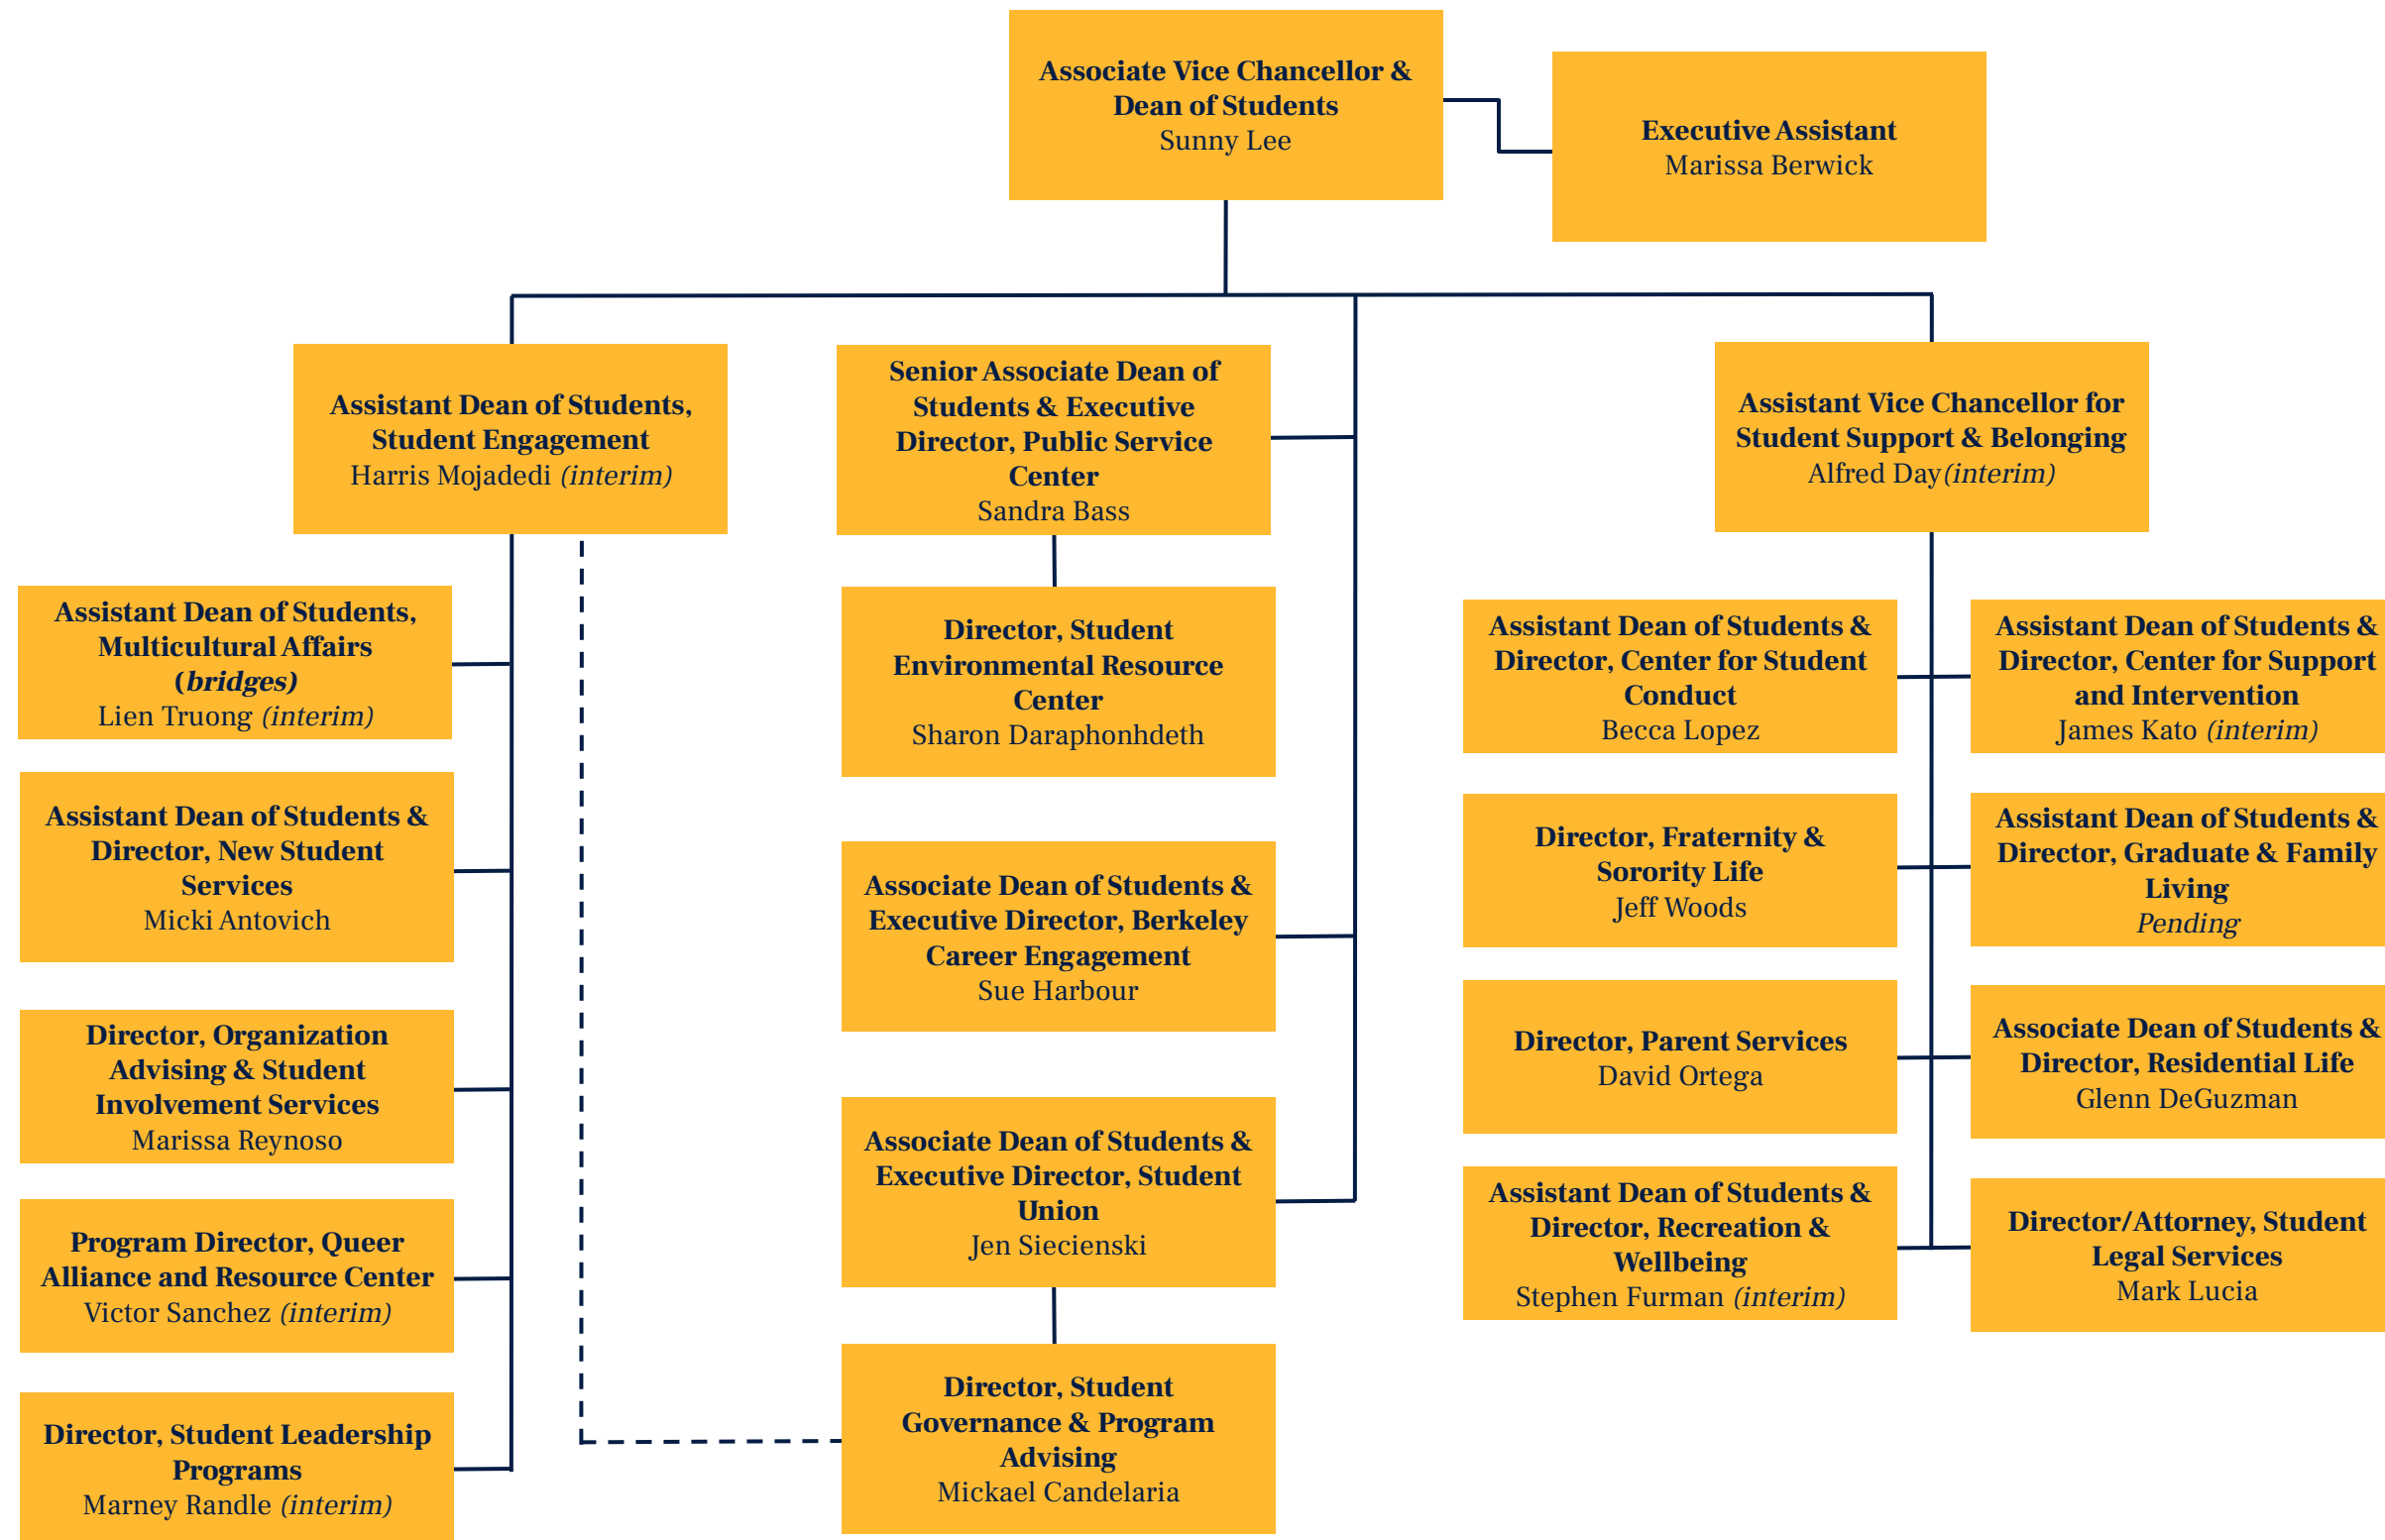 Associate Vice Chancellor &
Dean of Students
Sunny Lee
Executive Assistant
Marissa Berwick
Assistant Dean of Students,
Student Engagement
Harris Mojadedi (interim)
Senior Associate Dean of
Students & Executive
Director, Public Service
Center
Sandra Bass
Assistant Vice Chancellor for
Student Support & Belonging
Alfred Day(interim)
Assistant Dean of Students,
Multicultural Affairs
(bridges)
Lien Truong (interim)
Assistant Dean of Students &
Director, New Student
Services
Micki Antovich
Director, Organization
Advising & Student
Involvement Services
Marissa Reynoso
Program Director, Queer
Alliance and Resource Center
Victor Sanchez (interim)
Director, Student Leadership
Programs
Marney Randle (interim)
Director, Student
Environmental Resource
Center
Sharon Daraphonhdeth
Associate Dean of Students &
Executive Director, Berkeley
Career Engagement
Sue Harbour
Associate Dean of Students &
Executive Director, Student
Union
Jen Siecienski
Director, Student
Governance & Program
Advising
Mickael Candelaria
Assistant Dean of Students &
Director, Center for Student
Conduct
Becca Lopez
Assistant Dean of Students &
Director, Center for Support
and Intervention
James Kato (interim)
Director, Fraternity &
Sorority Life
Jeff Woods
Assistant Dean of Students &
Director, Graduate & Family
Living
Pending
Director, Parent Services
David Ortega
Associate Dean of Students &
Director, Residential Life
Glenn DeGuzman
Assistant Dean of Students &
Director, Recreation &
Wellbeing
Stephen Furman (interim)
Director/Attorney, Student
Legal Services
Mark Lucia